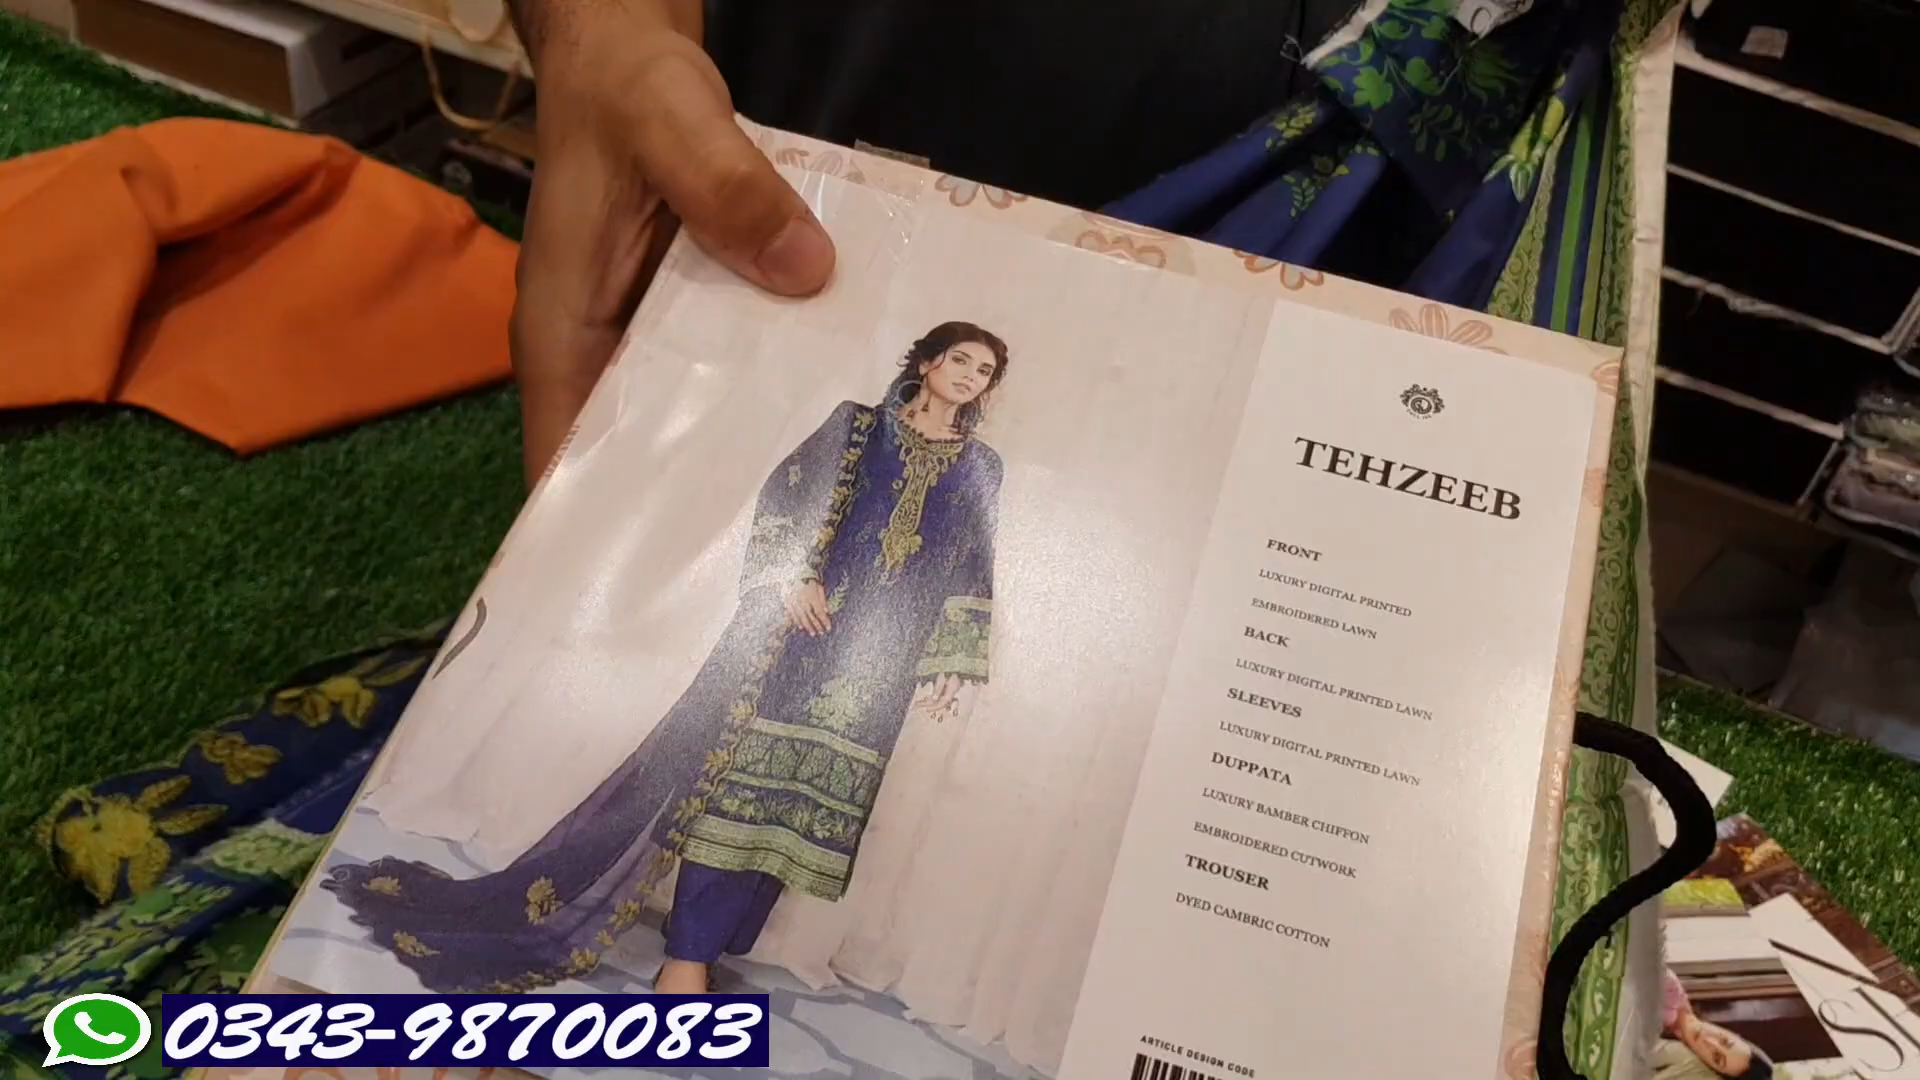 TEHZEEB
FRONT
LUXURY DIGITAL PRINTED
EMBROIDERED LAWN
BACK
LUXURY DIGITAL PRINTED LAWN
SLEEVES
LUXURY DIGITAL PRINTED LAWN
DUPPATA
LUXURY BAMBER CHIFFON
EMBROIDERED CUTWORK
TROUSER
DYED CAMBRIC COTTON
ARTICLE DESIGN CODE
0343-9870083